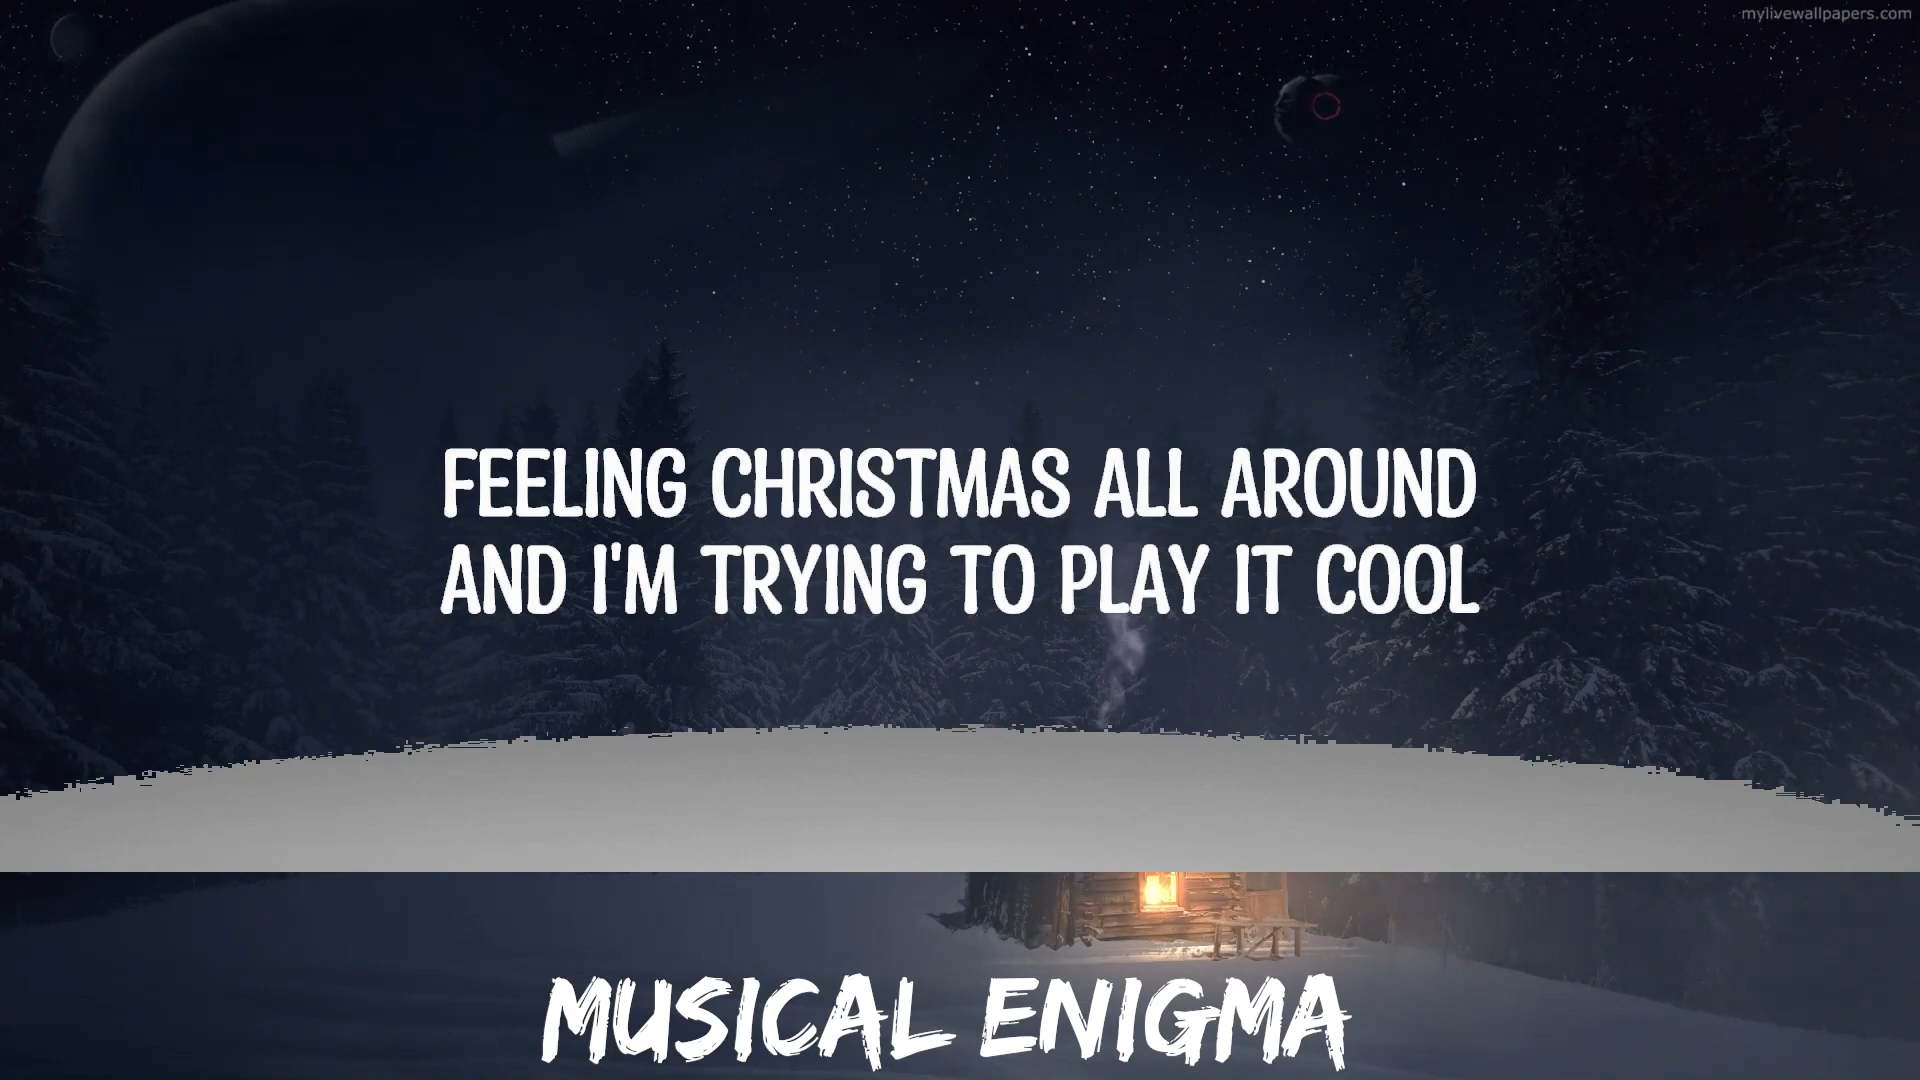 mylivewallpapers.com
FEELING CHRISTMAS ALL AROUND
AND I'M TRYING TO PLAY IT COOL
MUSICAL ENIGMA